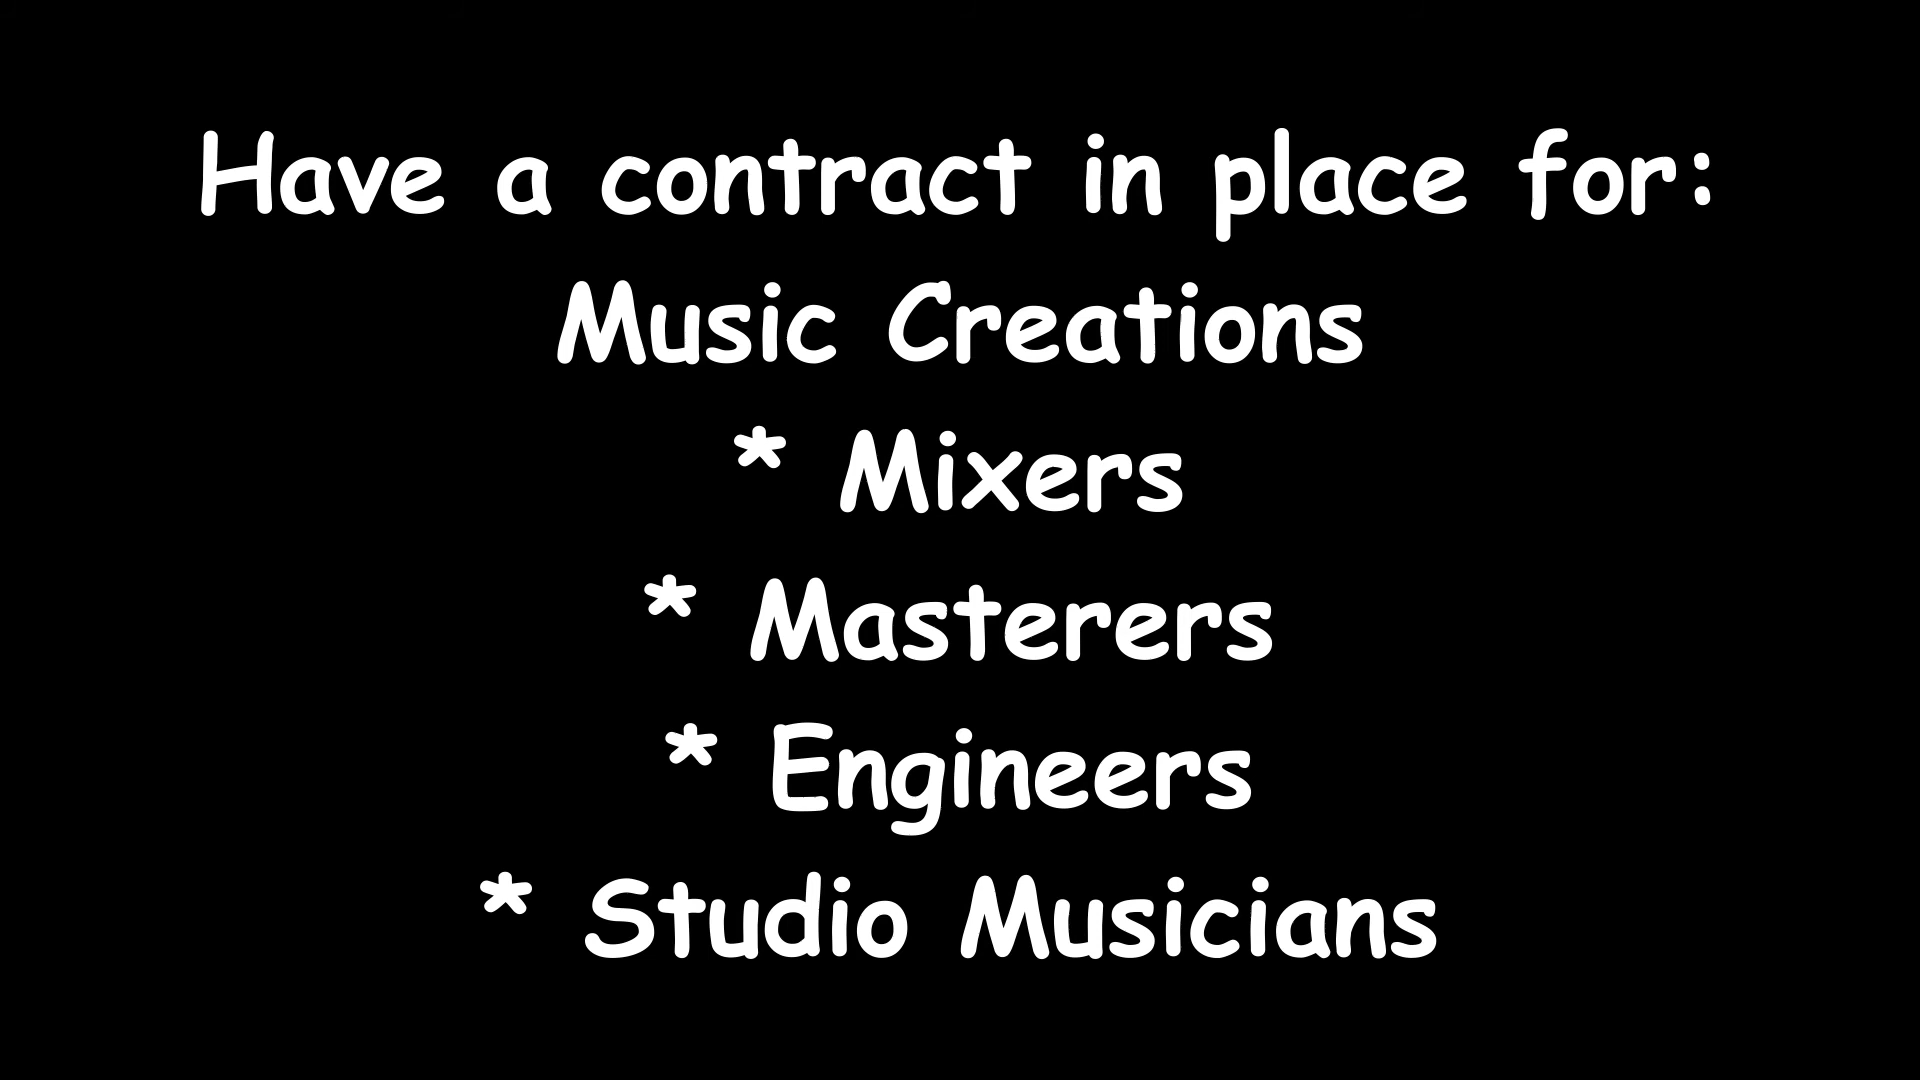 Have a contract in place for:
Music Creations
* Mixers
* Masterers
* Engineers
* Studio Musicians